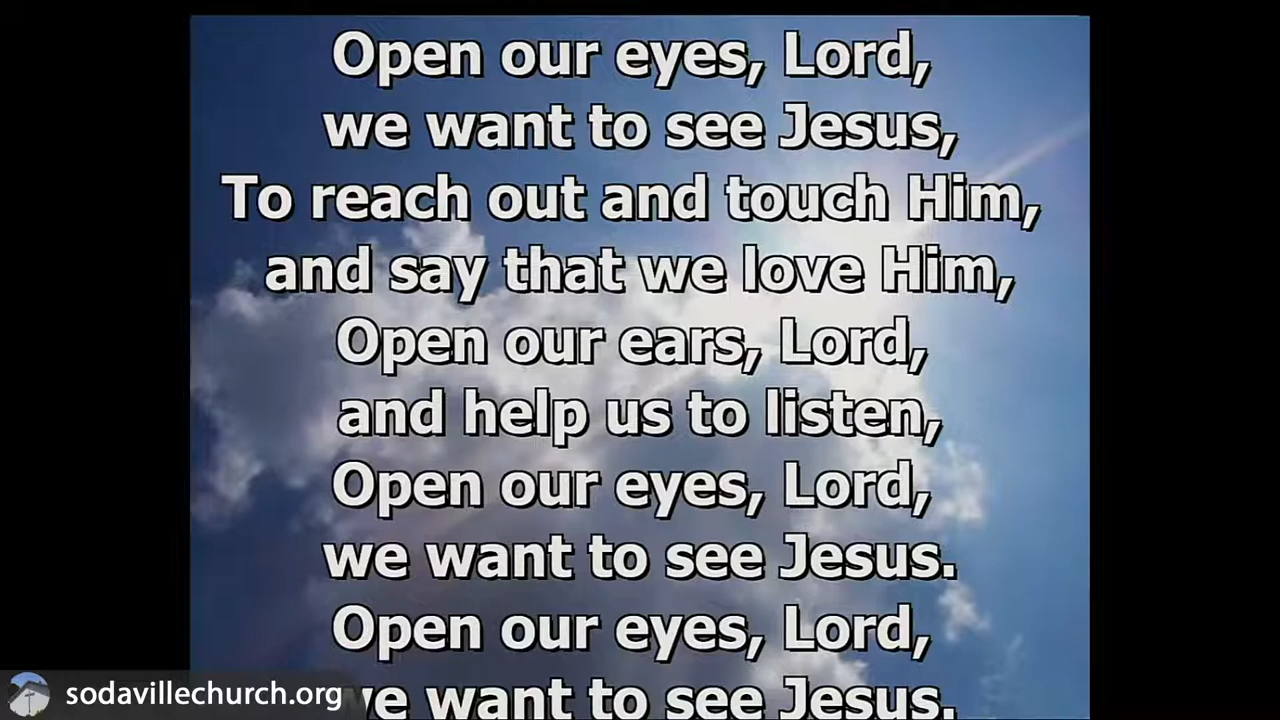 Open our eyes, Lord,
we want to see Jesus,
To reach out and touch Him,
and say that we love Him,
Open our ears, Lord,
and help us to listen,
Open our eyes, Lord,
we want to see Jesus.
Open our eyes, Lord,
we want to see Jesus.
sodavillechurch.org